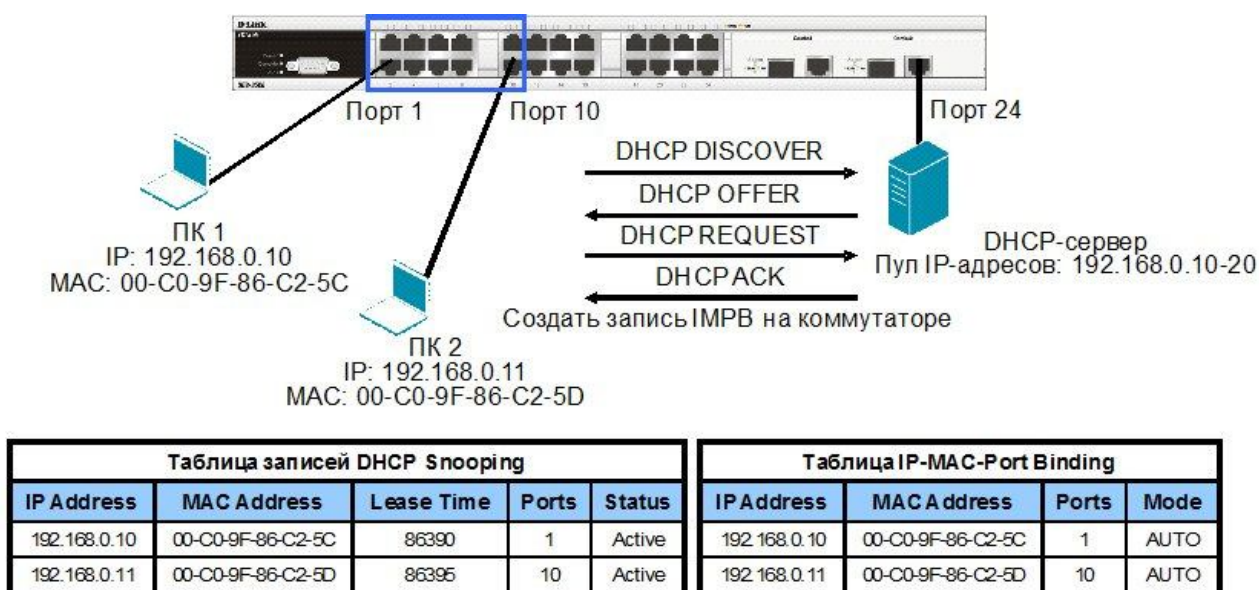 D-Link
Порт 1
Порт 10
Порт 24
DHCP DISCOVER
DHCP OFFER
DHCP REQUEST
DHCPACK
Создать запись IMPB на коммутаторе
ПК 1
IP: 192.168.0.10
MAC: 00-C0-9F-86-C2-5C
ПК 2
IP: 192.168.0.11
MAC: 00-C0-9F-86-C2-5D
DHCP-сервер
Пул IP-адресов: 192.168.0.10-20
Таблица записей DHCP Snooping
IP Address MAC Address Lease Time Ports Status
192.168.0.10 00-C0-9F-86-C2-5C 86390 1 Active
192.168.0.11 00-C0-9F-86-C2-5D 86395 10 Active
Таблица IP-MAC-Port Binding
IP Address MAC Address Ports Mode
192.168.0.10 00-C0-9F-86-C2-5C 1 AUTO
192.168.0.11 00-C0-9F-86-C2-5D 10 AUTO